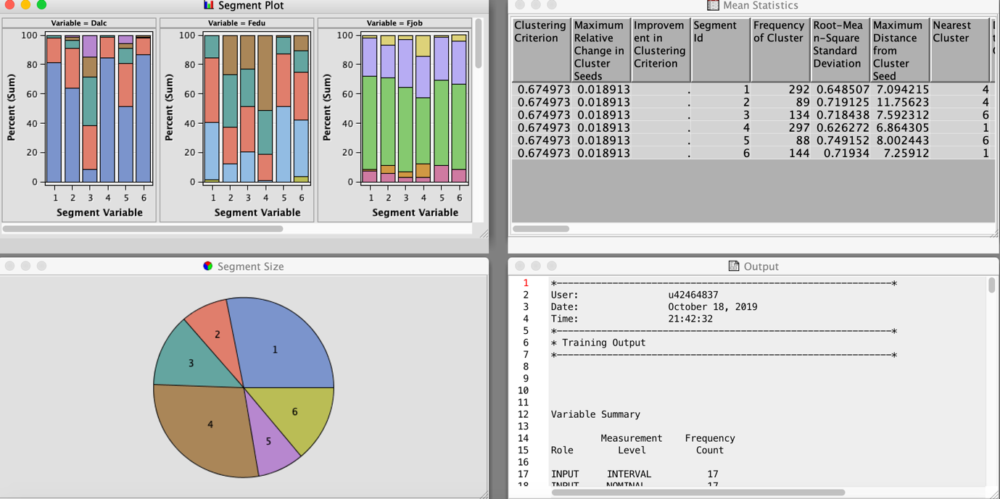 Segment Plot
Variable = Dalc
Variable = Fedu
Variable = Fjob
Percent (Sum)
100
80
60
40
20
0
1 2 3 4 5 6
Segment Variable
Percent (Sum)
100
80
60
40
20
0
1 2 3 4 5 6
Segment Variable
Percent (Sum)
100
80
60
40
20
0
1 2 3 4 5 6
Segment Variable
Mean Statistics
Clustering Criterion
Maximum Relative Change in Cluster Seeds
Improvem ent in Clustering Criterion
Segment Id
Frequency of Cluster
Root-Mea n-Square Standard Deviation
Maximum Distance from Cluster Seed
Nearest Cluster
0.674973 0.018913 . 1 292 0.648507 7.094215 4
0.674973 0.018913 . 2 89 0.719125 11.75623 4
0.674973 0.018913 . 3 134 0.718438 7.592312 6
0.674973 0.018913 . 4 297 0.626272 6.864305 1
0.674973 0.018913 . 5 88 0.749152 8.002443 6
0.674973 0.018913 . 6 144 0.71934 7.25912 1
Segment Size
1
2
3
4
5
6
Output
1 *------------------------------------------------------------*
2 User: u42464837
3 Date: October 18, 2019
4 Time: 21:42:32
5 *------------------------------------------------------------*
6 * Training Output
7 *------------------------------------------------------------*
8
9
10
11
12 Variable Summary
13
14 Measurement Frequency
15 Role Level Count
16
17 INPUT INTERVAL 17
18 INPUT NOMINAL 17